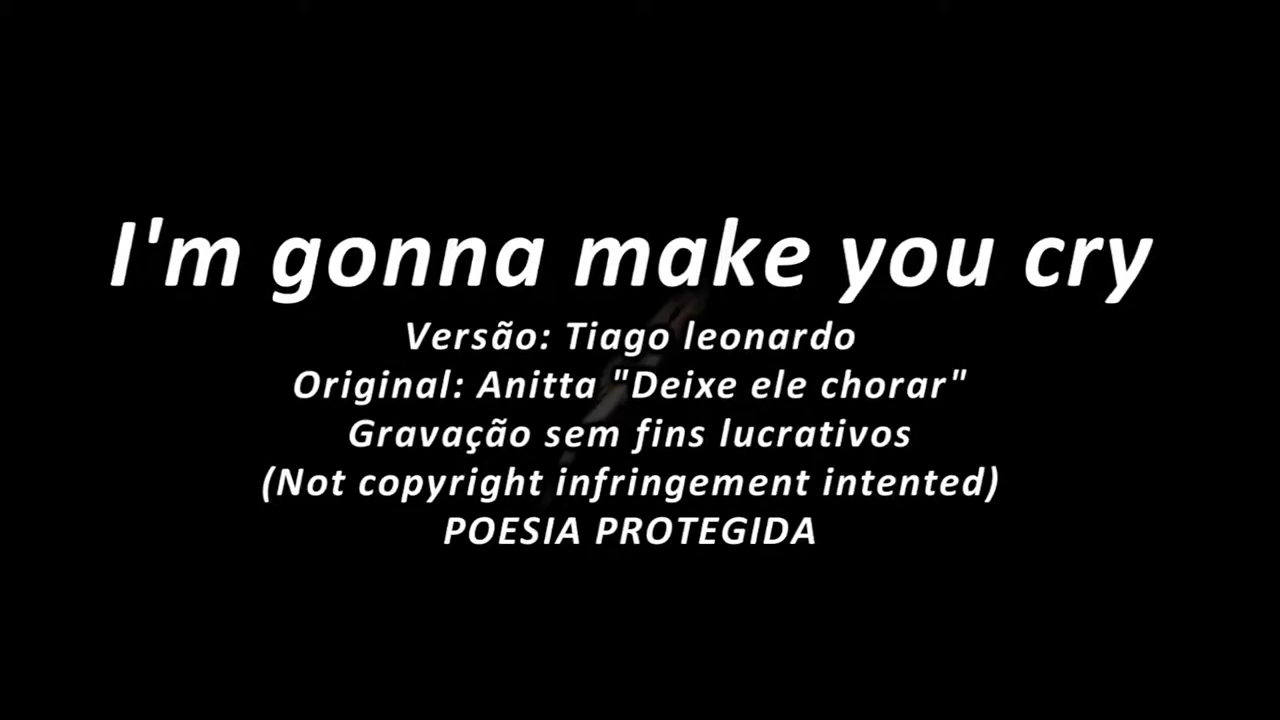 I'm gonna make you cry
Versão: Tiago leonardo
Original: Anitta "Deixe ele chorar"
Gravação sem fins lucrativos
(Not copyright infringement intented)
POESIA PROTEGIDA